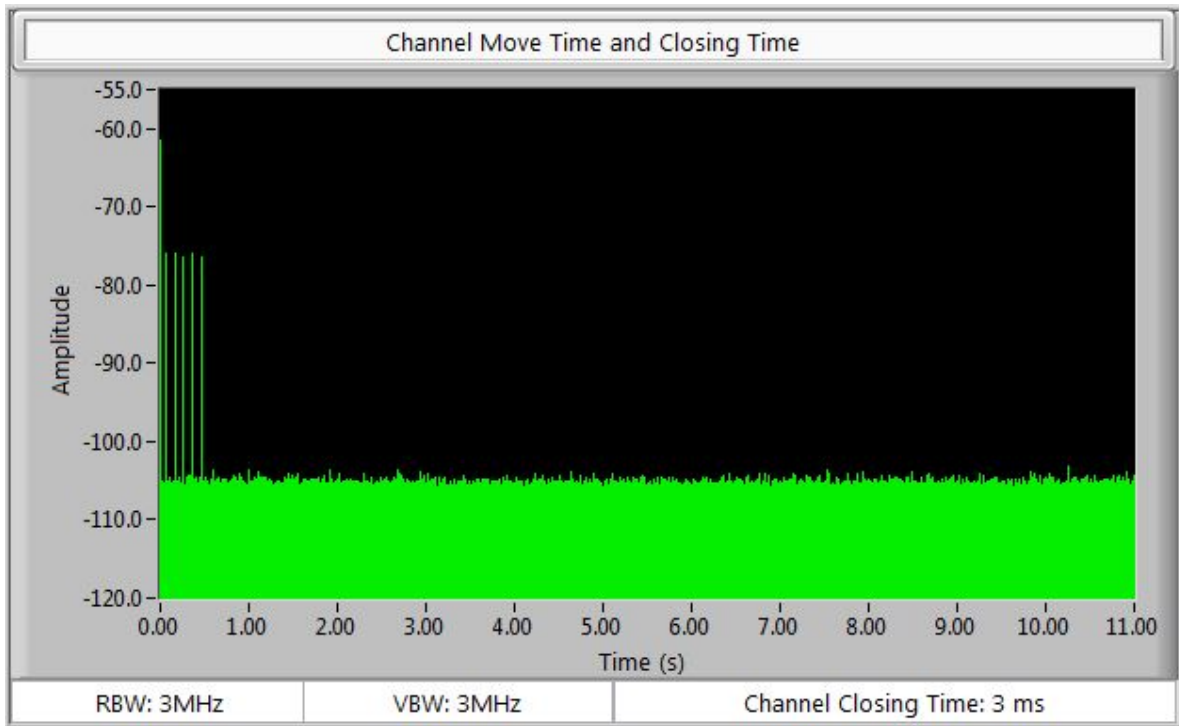 Channel Move Time and Closing Time
-55.0
-60.0
-70.0
-80.0
-90.0
-100.0
-110.0
-120.0
Amplitude
0.00 1.00 2.00 3.00 4.00 5.00 6.00 7.00 8.00 9.00 10.00 11.00
Time (s)
RBW: 3MHz VBW: 3MHz Channel Closing Time: 3 ms